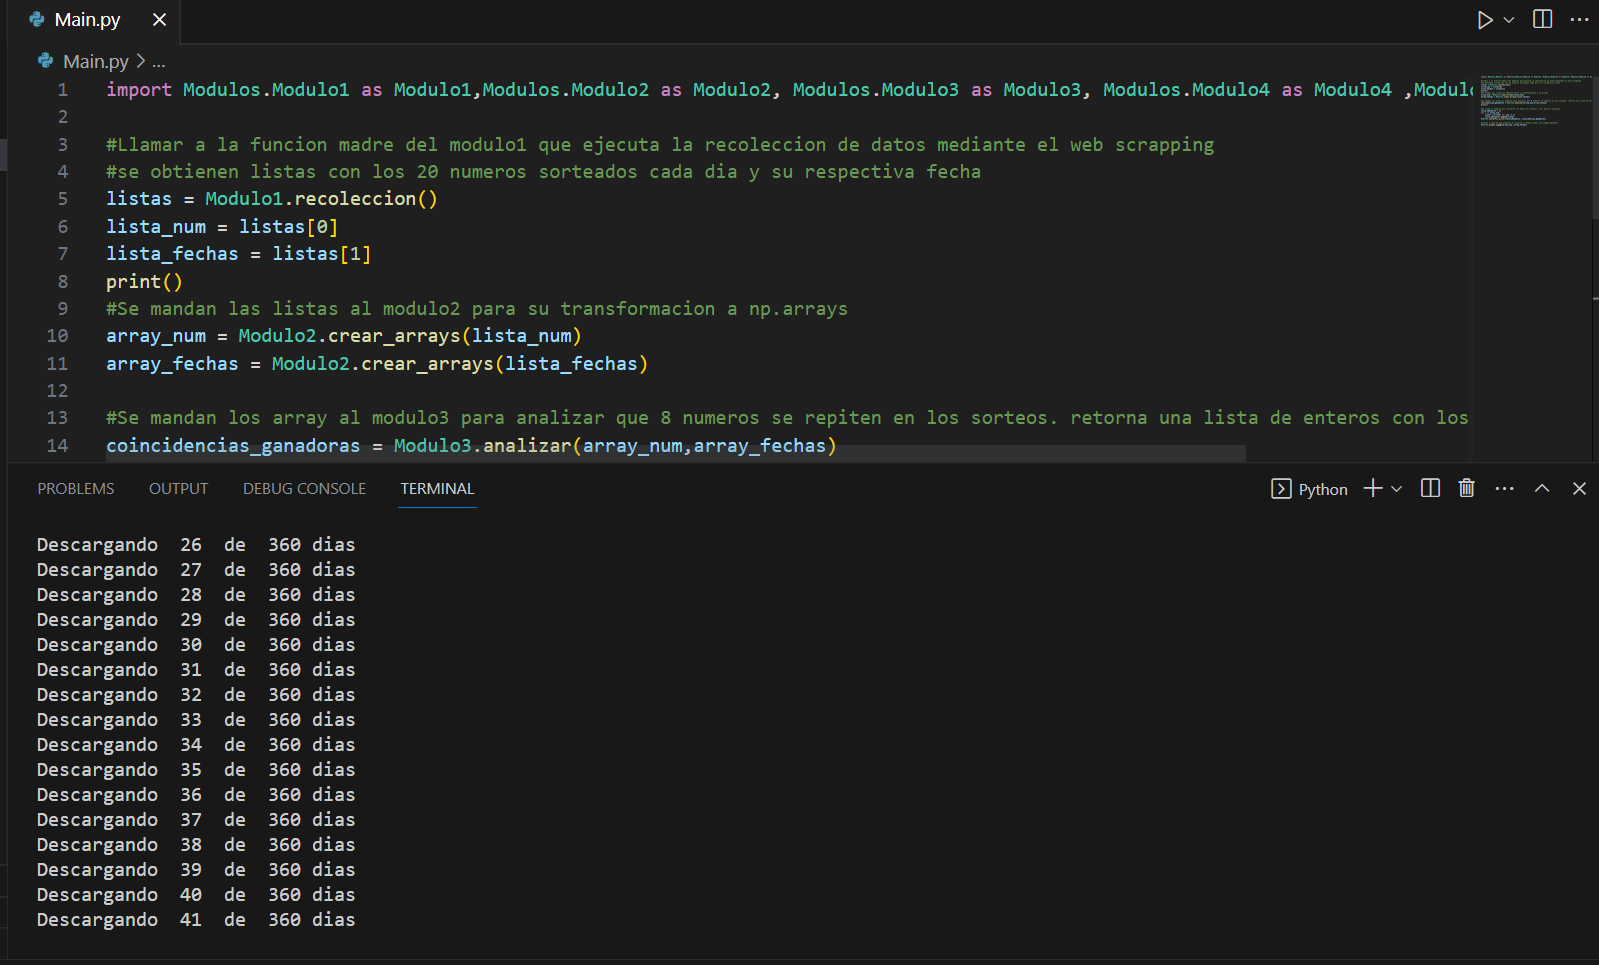 Main.py
Main.py > ...
1 import Modulos.Modulo1 as Modulo1,Modulos.Modulo2 as Modulo2, Modulos.Modulo3 as Modulo3, Modulos.Modulo4 as Modulo4 ,Modulo
2
3 #Llamar a la funcion madre del modulo1 que ejecuta la recoleccion de datos mediante el web scrapping
4 #se obtienen listas con los 20 numeros sorteados cada dia y su respectiva fecha
5 listas = Modulo1.recoleccion()
6 lista_num = listas[0]
7 lista_fechas = listas[1]
8 print()
9 #Se mandan las listas al modulo2 para su transformacion a np.arrays
10 array_num = Modulo2.crear_arrays(lista_num)
11 array_fechas = Modulo2.crear_arrays(lista_fechas)
12
13 #Se mandan los array al modulo3 para analizar que 8 numeros se repiten en los sorteos. retorna una lista de enteros con los
14 coincidencias_ganadoras = Modulo3.analizar(array_num,array_fechas)
PROBLEMS OUTPUT DEBUG CONSOLE TERMINAL Python
Descargando 26 de 360 dias
Descargando 27 de 360 dias
Descargando 28 de 360 dias
Descargando 29 de 360 dias
Descargando 30 de 360 dias
Descargando 31 de 360 dias
Descargando 32 de 360 dias
Descargando 33 de 360 dias
Descargando 34 de 360 dias
Descargando 35 de 360 dias
Descargando 36 de 360 dias
Descargando 37 de 360 dias
Descargando 38 de 360 dias
Descargando 39 de 360 dias
Descargando 40 de 360 dias
Descargando 41 de 360 dias